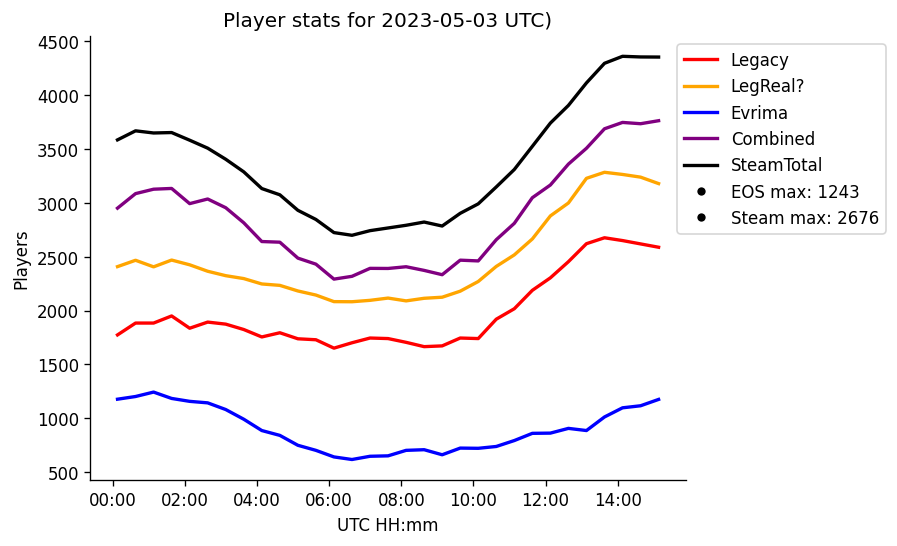 Player stats for 2023-05-03 UTC)
4500
4000
3500
3000
2500
2000
1500
1000
500
Players
00:00 02:00 04:00 06:00 08:00 10:00 12:00 14:00
UTC HH:mm
Legacy
LegReal?
Evrima
Combined
SteamTotal
EOS max: 1243
Steam max: 2676